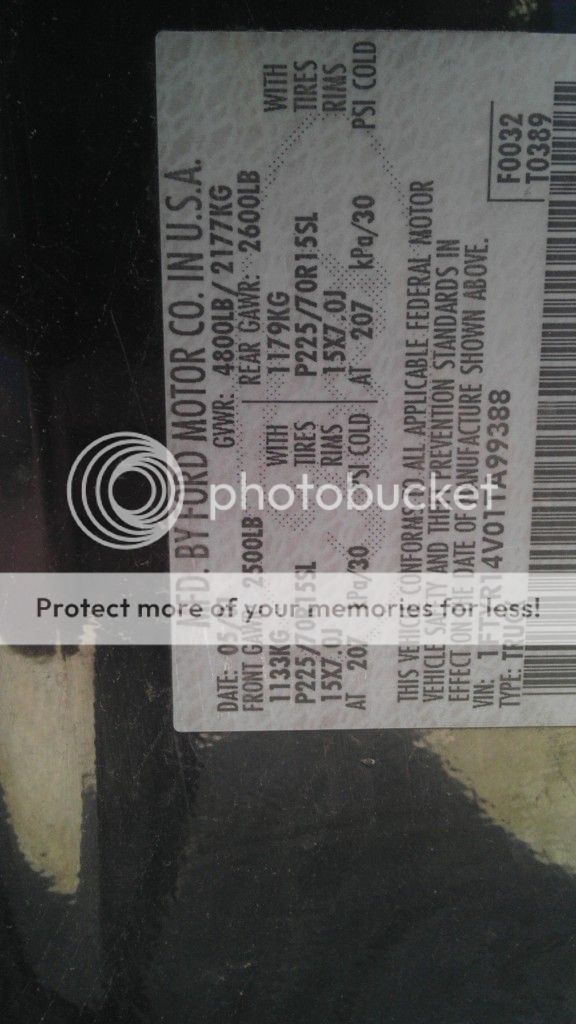 MFD. BY FORD MOTOR CO. IN U.S.A.
DATE: 05/ GVWR: 4800LB/ 2177KG
FRONT GAWR: 2500LB REAR GAWR: 2600LB
1133KG WITH 1179KG WITH
P225/70R15SL TIRES P225/70R15SL TIRES
15X7.0J RIMS 15X7.0J RIMS
AT 207 kPa/30 PSI COLD AT 207 kPa/30 PSI COLD
THIS VEHICLE CONFORMS TO ALL APPLICABLE FEDERAL MOTOR
VEHICLE SAFETY AND THEFT PREVENTION STANDARDS IN
EFFECT ON THE DATE OF MANUFACTURE SHOWN ABOVE.
VIN:
TYPE: TRUCK
F0032
T0389
photobucket
Protect more of your memories for less!